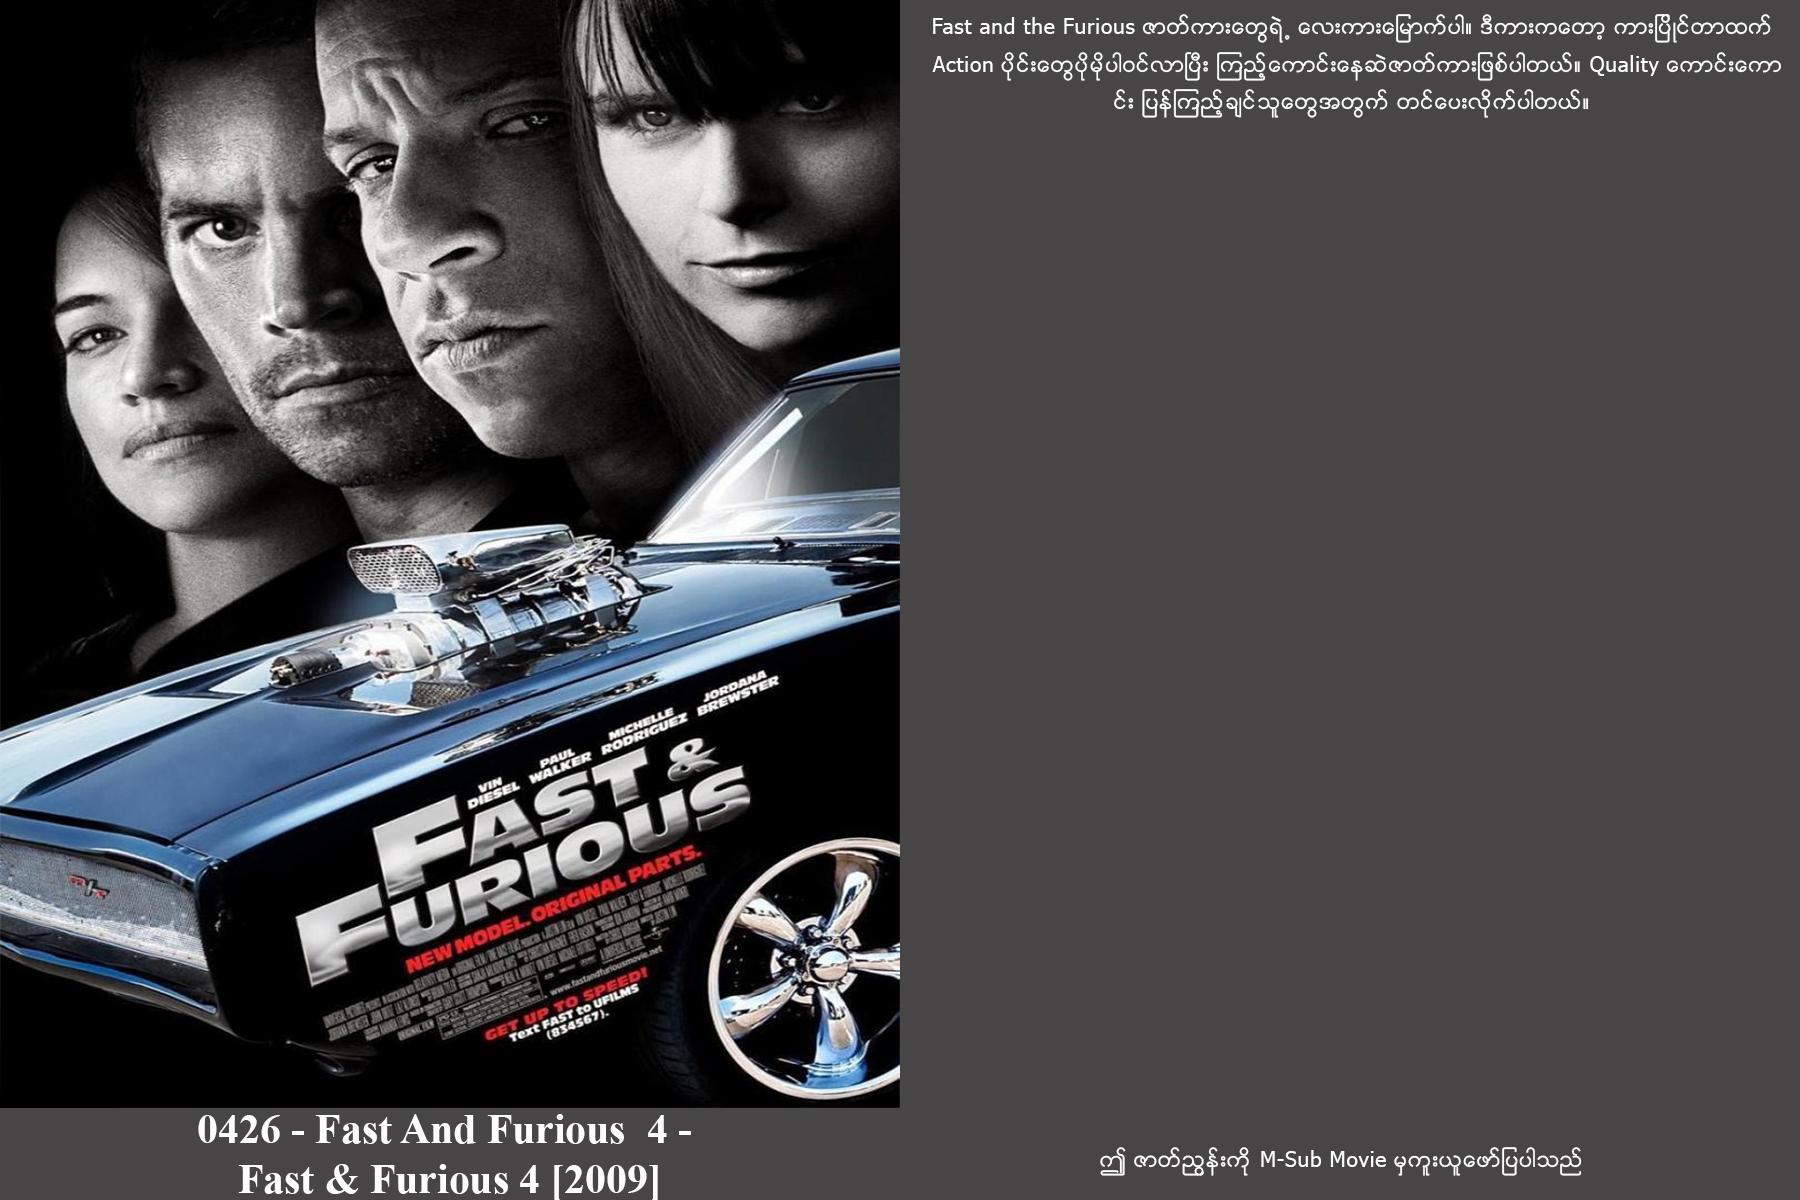 Fast and the Furious ဇာတ်ကားတွေရဲ့ လေးကားမြောက်ပါ။ ဒီကားကတော့ ကားပြိုင်တာထက်
Action ပိုင်းတွေပိုမိုပါဝင်လာပြီး ကြည့်ကောင်းနေဆဲဇာတ်ကားဖြစ်ပါတယ်။ Quality ကောင်းကော
င်း ပြန်ကြည့်ချင်သူတွေအတွက် တင်ပေးလိုက်ပါတယ်။
VIN DIESEL
PAUL WALKER
MICHELLE RODRIGUEZ
JORDANA BREWSTER
FAST &
FURIOUS
NEW MODEL. ORIGINAL PARTS.
www.fastandfuriousmovie.net
GET UP TO SPEED!
Text FAST to UFILMS
(834567).
0426 - Fast And Furious 4 -
Fast & Furious 4 [2009]
ဤ ဇာတ်ညွှန်းကို M-Sub Movie မှကူးယူဖော်ပြပါသည်